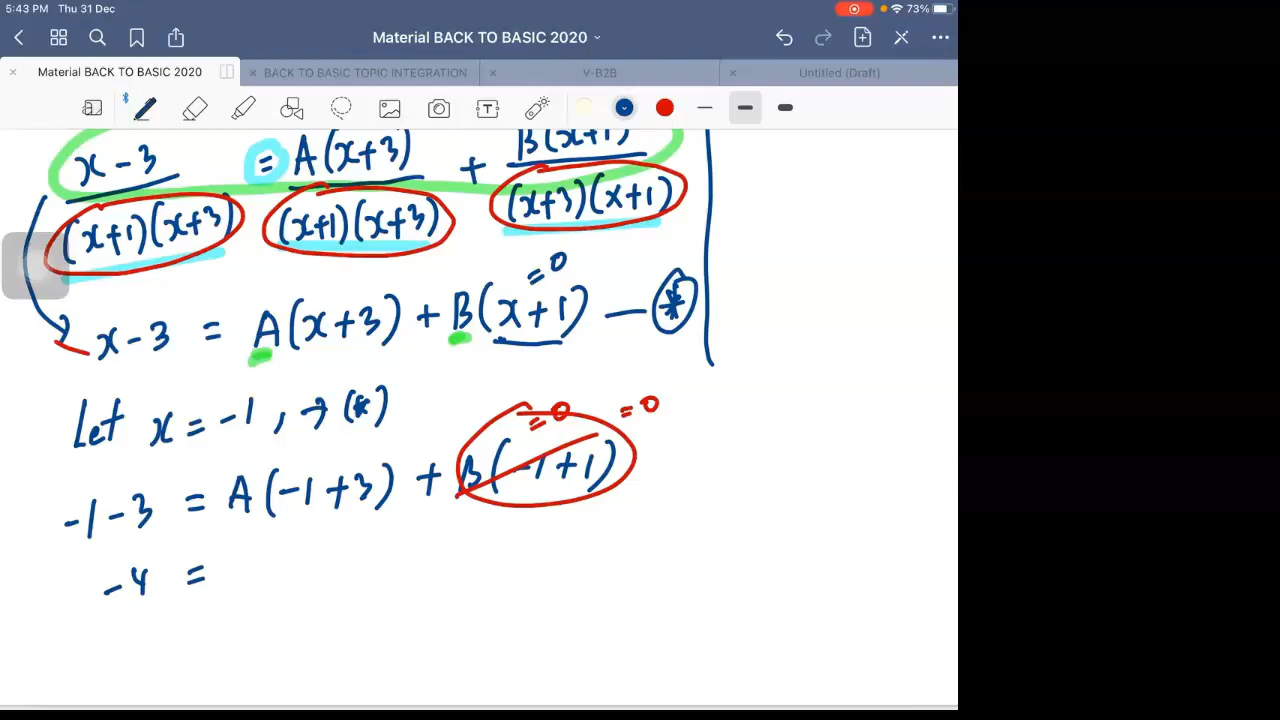 5:43 PM Thu 31 Dec
73%
Material BACK TO BASIC 2020
Material BACK TO BASIC 2020
BACK TO BASIC TOPIC INTEGRATION
V-B2B
Untitled (Draft)
x-3 = A(x+3) + B(x+1)
(x+1)(x+3) (x+1)(x+3) (x+3)(x+1)
=0
x-3 = A(x+3) + B(x+1) — *
Let x = -1, → (*)
=0 =0
-1-3 = A(-1+3) + B(-1+1)
-4 =